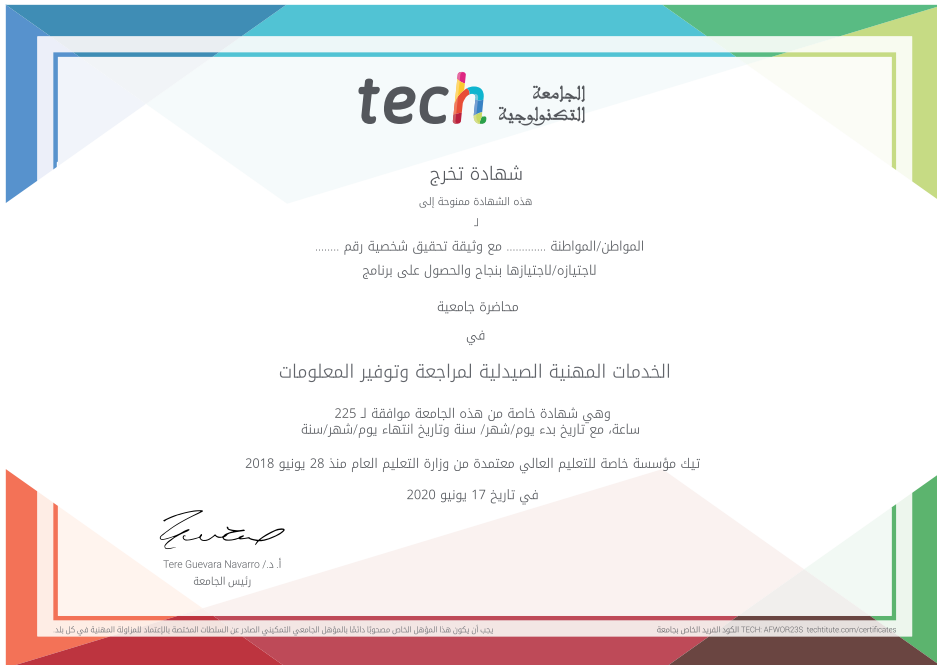 tech الجامعة
التكنولوجية
شهادة تخرج
هذه الشهادة ممنوحة إلى
لـ
المواطن/المواطنة ............ مع وثيقة تحقيق شخصية رقم ........
لاجتيازه/لاجتيازها بنجاح والحصول على برنامج
محاضرة جامعية
في
الخدمات المهنية الصيدلية لمراجعة وتوفير المعلومات
وهي شهادة خاصة من هذه الجامعة موافقة لـ 225
ساعة، مع تاريخ بدء يوم/شهر/ سنة وتاريخ انتهاء يوم/شهر/سنة
تيك مؤسسة خاصة للتعليم العالي معتمدة من وزارة التعليم العام منذ 28 يونيو 2018
في تاريخ 17 يونيو 2020
أ. د./ Tere Guevara Navarro
رئيس الجامعة
يجب أن يكون هذا المؤهل الخاص مصحوبًا دائمًا بالمؤهل الجامعي التمكيني الصادر عن السلطات المختصة بالإعتماد للمزاولة المهنية في كل بلد.
الكود الفريد الخاص بجامعة TECH: AFWOR23S techtitute.com/certificates